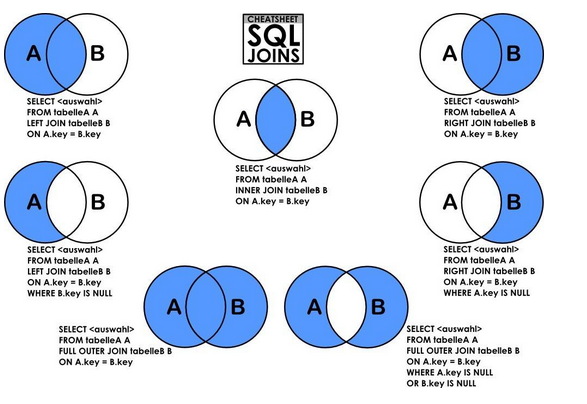 CHEATSHEET
SQL
JOINS
A B
SELECT <auswahl>
FROM tabelleA A
LEFT JOIN tabelleB B
ON A.key = B.key
A B
SELECT <auswahl>
FROM tabelleA A
INNER JOIN tabelleB B
ON A.key = B.key
A B
SELECT <auswahl>
FROM tabelleA A
RIGHT JOIN tabelleB B
ON A.key = B.key
A B
SELECT <auswahl>
FROM tabelleA A
LEFT JOIN tabelleB B
ON A.key = B.key
WHERE B.key IS NULL
A B
SELECT <auswahl>
FROM tabelleA A
RIGHT JOIN tabelleB B
ON A.key = B.key
WHERE A.key IS NULL
A B
SELECT <auswahl>
FROM tabelleA A
FULL OUTER JOIN tabelleB B
ON A.key = B.key
A B
SELECT <auswahl>
FROM tabelleA A
FULL OUTER JOIN tabelleB B
ON A.key = B.key
WHERE A.key IS NULL
OR B.key IS NULL